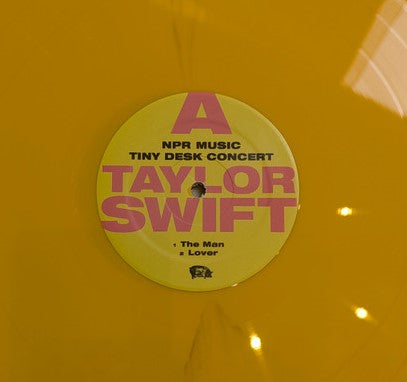 A
NPR MUSIC
TINY DESK CONCERT
TAYLOR
SWIFT
1 The Man
2 Lover